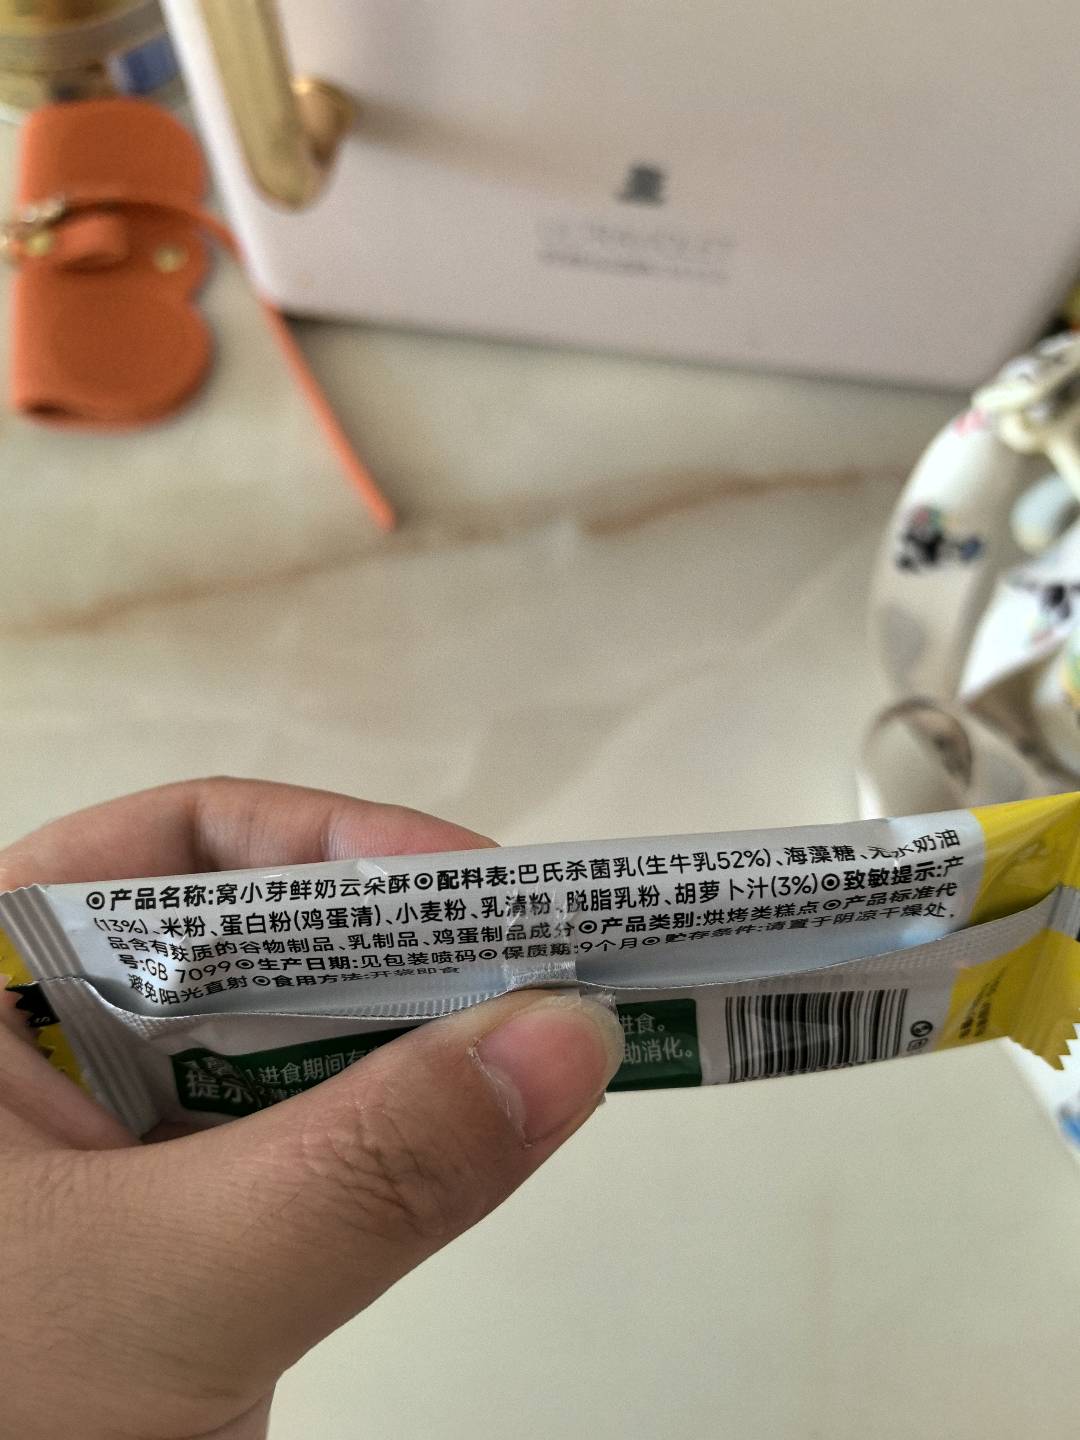 ◎产品名称:窝小芽鲜奶云朵酥◎配料表:巴氏杀菌乳(生牛乳52%)、海藻糖、无水奶油
(13%)、米粉、蛋白粉(鸡蛋清)、小麦粉、乳清粉、脱脂乳粉、胡萝卜汁(3%)◎致敏提示:产
品含有麸质的谷物制品、乳制品、鸡蛋制品成分◎产品类别:烘烤类糕点◎产品标准代
号:GB 7099◎生产日期:见包装喷码◎保质期:9个月◎贮存条件:请置于阴凉干燥处,
避免阳光直射◎食用方法:开袋即食
提示
1进食期间有
进食。
助消化。